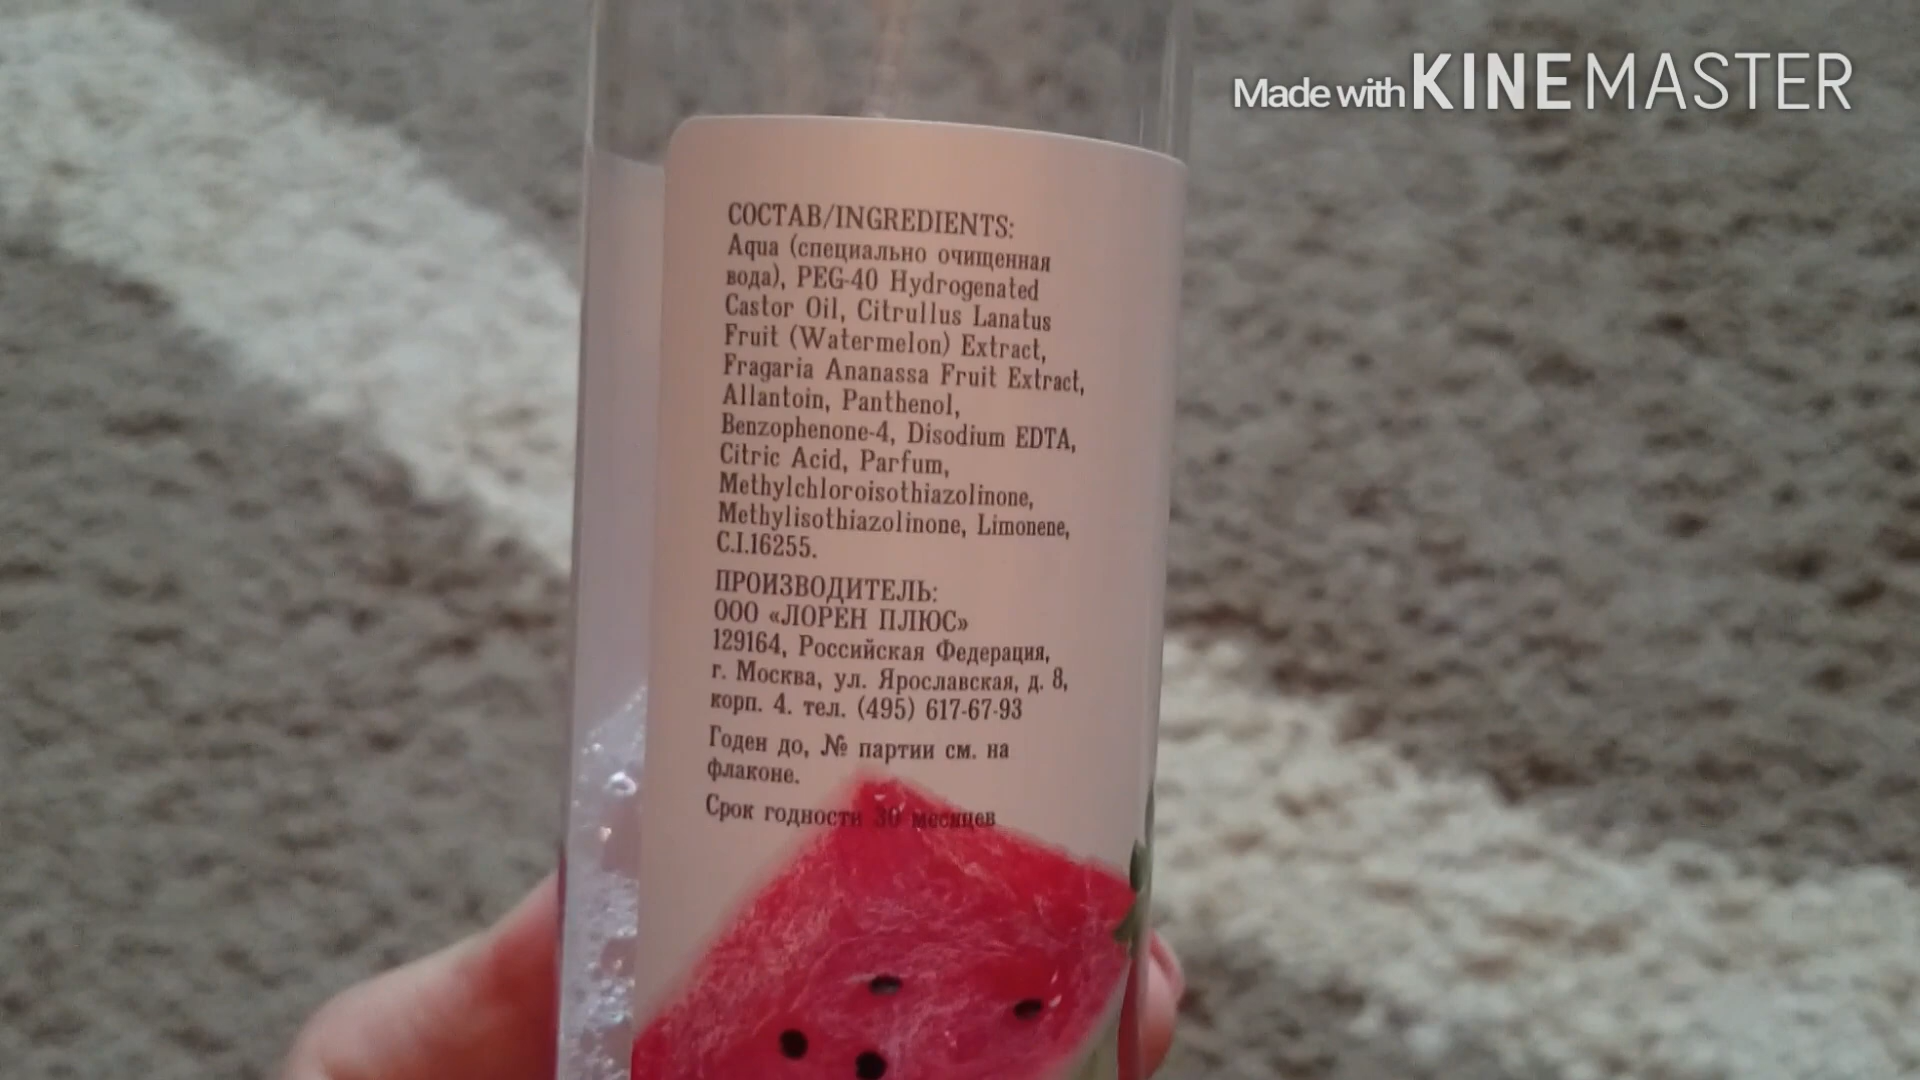 Made with KINEMASTER
СОСТАВ/INGREDIENTS:
Aqua (специально очищенная
вода), PEG-40 Hydrogenated
Castor Oil, Citrullus Lanatus
Fruit (Watermelon) Extract,
Fragaria Ananassa Fruit Extract,
Allantoin, Panthenol,
Benzophenone-4, Disodium EDTA,
Citric Acid, Parfum,
Methylchloroisothiazolinone,
Methylisothiazolinone, Limonene,
C.I.16255.
ПРОИЗВОДИТЕЛЬ:
ООО «ЛОРЕН ПЛЮС»
129164, Российская Федерация,
г. Москва, ул. Ярославская, д. 8,
корп. 4. тел. (495) 617-67-93
Годен до, № партии см. на
флаконе.
Срок годности 30 месяцев